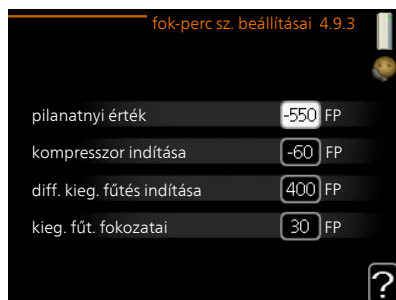 fok-perc sz. beállításai 4.9.3
pilanatnyi érték -550 FP
kompresszor indítása -60 FP
diff. kieg. fűtés indítása 400 FP
kieg. fűt. fokozatai 30 FP
?